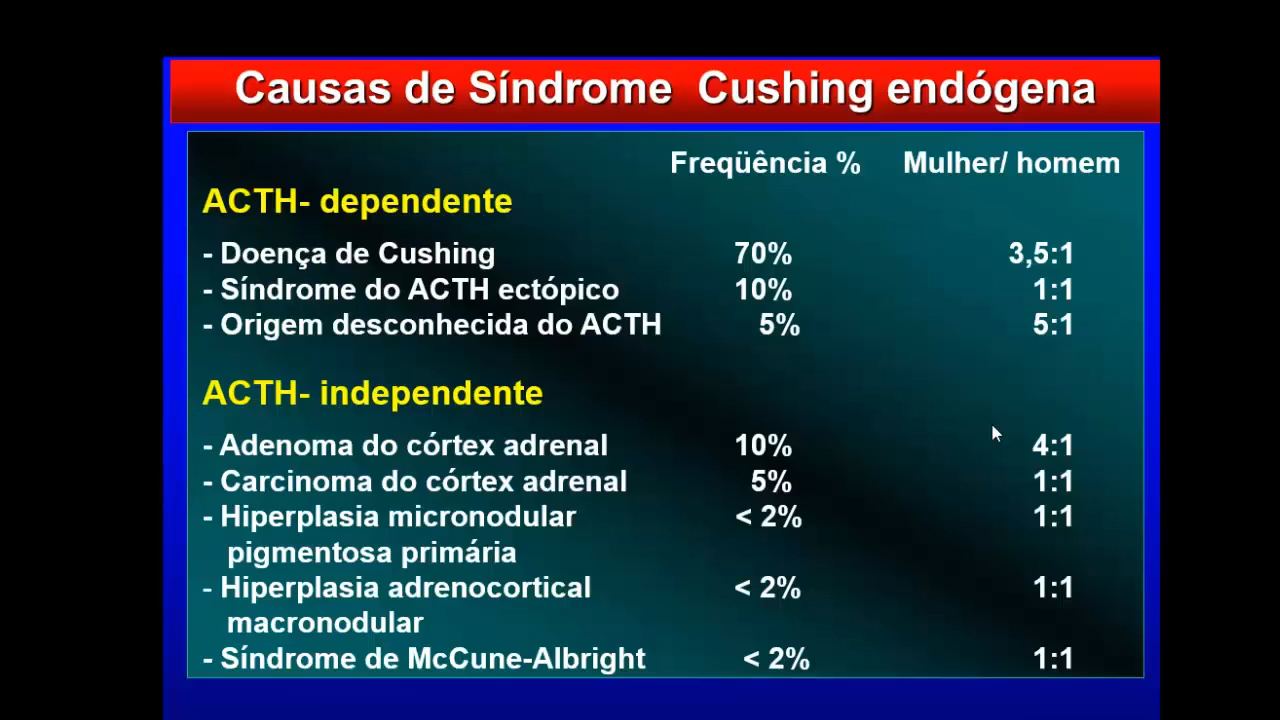 Causas de Síndrome Cushing endógena
Freqüência % Mulher/ homem
ACTH- dependente
- Doença de Cushing 70% 3,5:1
- Síndrome do ACTH ectópico 10% 1:1
- Origem desconhecida do ACTH 5% 5:1
ACTH- independente
- Adenoma do córtex adrenal 10% 4:1
- Carcinoma do córtex adrenal 5% 1:1
- Hiperplasia micronodular < 2% 1:1
pigmentosa primária
- Hiperplasia adrenocortical < 2% 1:1
macronodular
- Síndrome de McCune-Albright < 2% 1:1